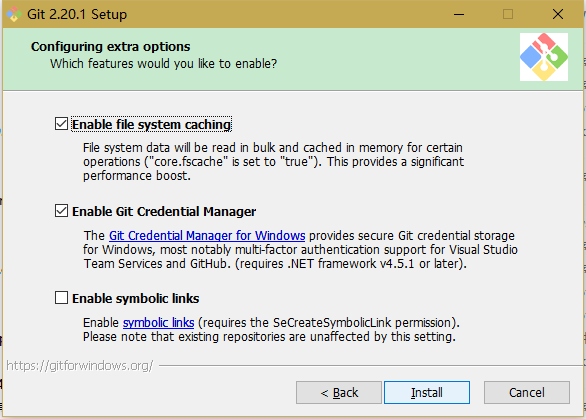 Git 2.20.1 Setup
Configuring extra options
Which features would you like to enable?
Enable file system caching
File system data will be read in bulk and cached in memory for certain
operations ("core.fscache" is set to "true"). This provides a significant
performance boost.
Enable Git Credential Manager
The Git Credential Manager for Windows provides secure Git credential storage
for Windows, most notably multi-factor authentication support for Visual Studio
Team Services and GitHub. (requires .NET framework v4.5.1 or later).
Enable symbolic links
Enable symbolic links (requires the SeCreateSymbolicLink permission).
Please note that existing repositories are unaffected by this setting.
https://gitforwindows.org/
< Back Install Cancel